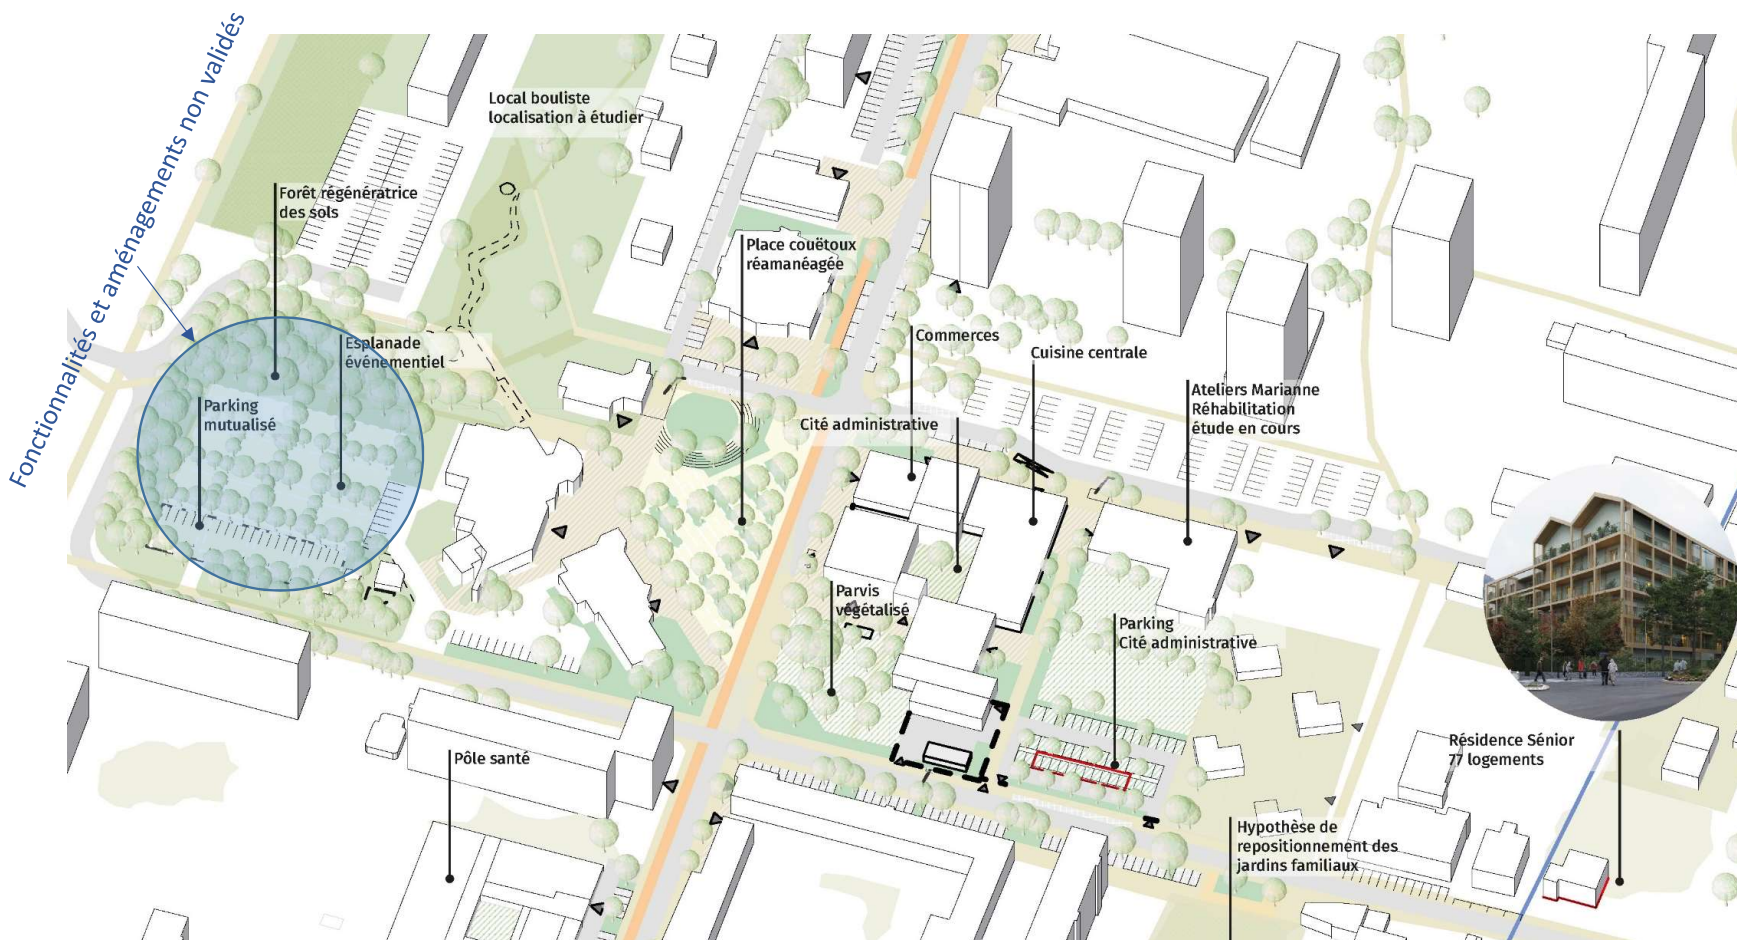 Fonctionnalités et aménagements non validés
Local bouliste
localisation à étudier
Forêt régénératrice
des sols
Place couëtoux
réamanéagée
Esplanade
événementiel
Commerces
Cuisine centrale
Parking
mutualisé
Cité administrative
Ateliers Marianne
Réhabilitation
étude en cours
Parvis
végétalisé
Parking
Cité administrative
Pôle santé
Résidence Sénior
77 logements
Hypothèse de
repositionnement des
jardins familiaux